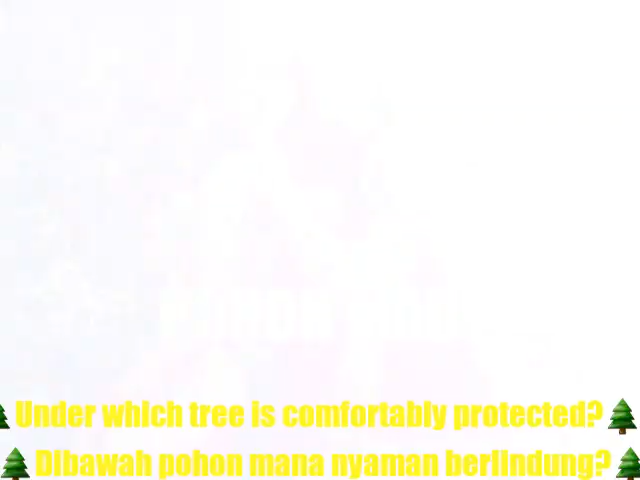 🌲Under which tree is comfortably protected?🌲
🌲Dibawah pohon mana nyaman berlindung?🌲